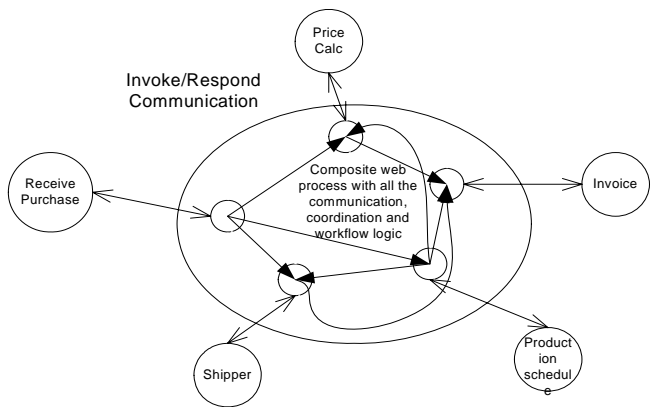 Price
Calc
Invoke/Respond
Communication
Composite web
process with all the
communication,
coordination and
workflow logic
Receive
Purchase
Invoice
Shipper
Product
ion
schedul
e